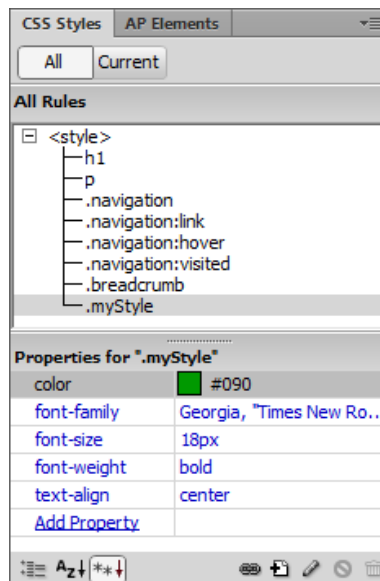 CSS Styles AP Elements
All Current
All Rules
<style>
h1
p
.navigation
.navigation:link
.navigation:hover
.navigation:visited
.breadcrumb
.myStyle
Properties for ".myStyle"
color #090
font-family Georgia, "Times New Ro...
font-size 18px
font-weight bold
text-align center
Add Property
AZ